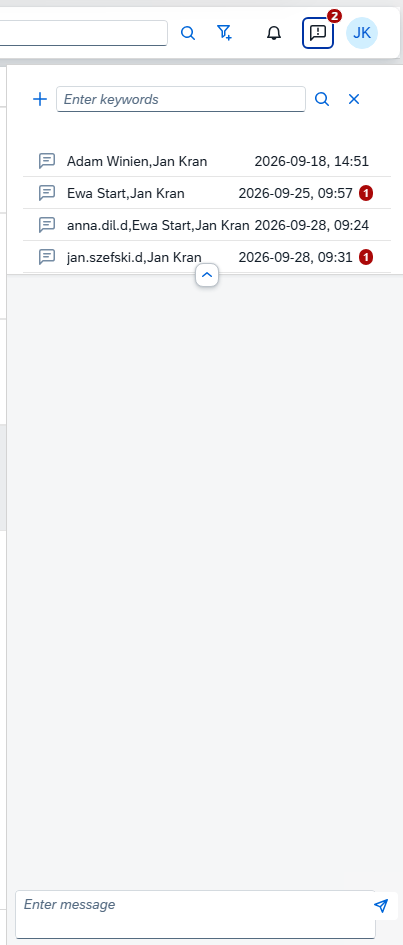 2
JK
Enter keywords
Adam Winien,Jan Kran 2026-09-18, 14:51
Ewa Start,Jan Kran 2026-09-25, 09:57 1
anna.dil.d,Ewa Start,Jan Kran 2026-09-28, 09:24
jan.szefski.d,Jan Kran 2026-09-28, 09:31 1
Enter message